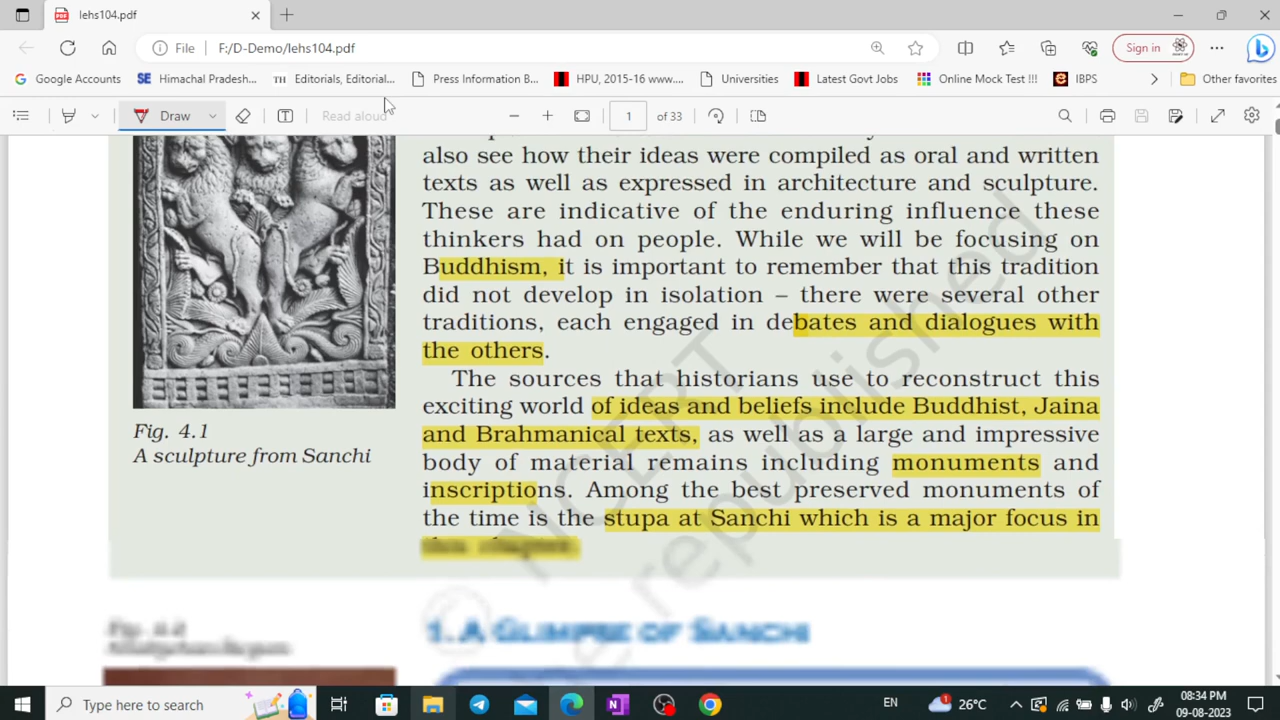 lehs104.pdf
File F:/D-Demo/lehs104.pdf
Sign in
Google Accounts
SE Himachal Pradesh...
TH Editorials, Editorial...
Press Information B...
HPU, 2015-16 www....
Universities
Latest Govt Jobs
Online Mock Test !!!
IBPS
Other favorites
Draw
Read aloud
1 of 33
also see how their ideas were compiled as oral and written
texts as well as expressed in architecture and sculpture.
These are indicative of the enduring influence these
thinkers had on people. While we will be focusing on
Buddhism, it is important to remember that this tradition
did not develop in isolation – there were several other
traditions, each engaged in debates and dialogues with
the others.
The sources that historians use to reconstruct this
exciting world of ideas and beliefs include Buddhist, Jaina
and Brahmanical texts, as well as a large and impressive
body of material remains including monuments and
inscriptions. Among the best preserved monuments of
the time is the stupa at Sanchi which is a major focus in
this chapter.
Fig. 4.1
A sculpture from Sanchi
© NCERT
be republished
1. A GLIMPSE OF SANCHI
Type here to search
EN
1
26°C
08:34 PM
09-08-2023